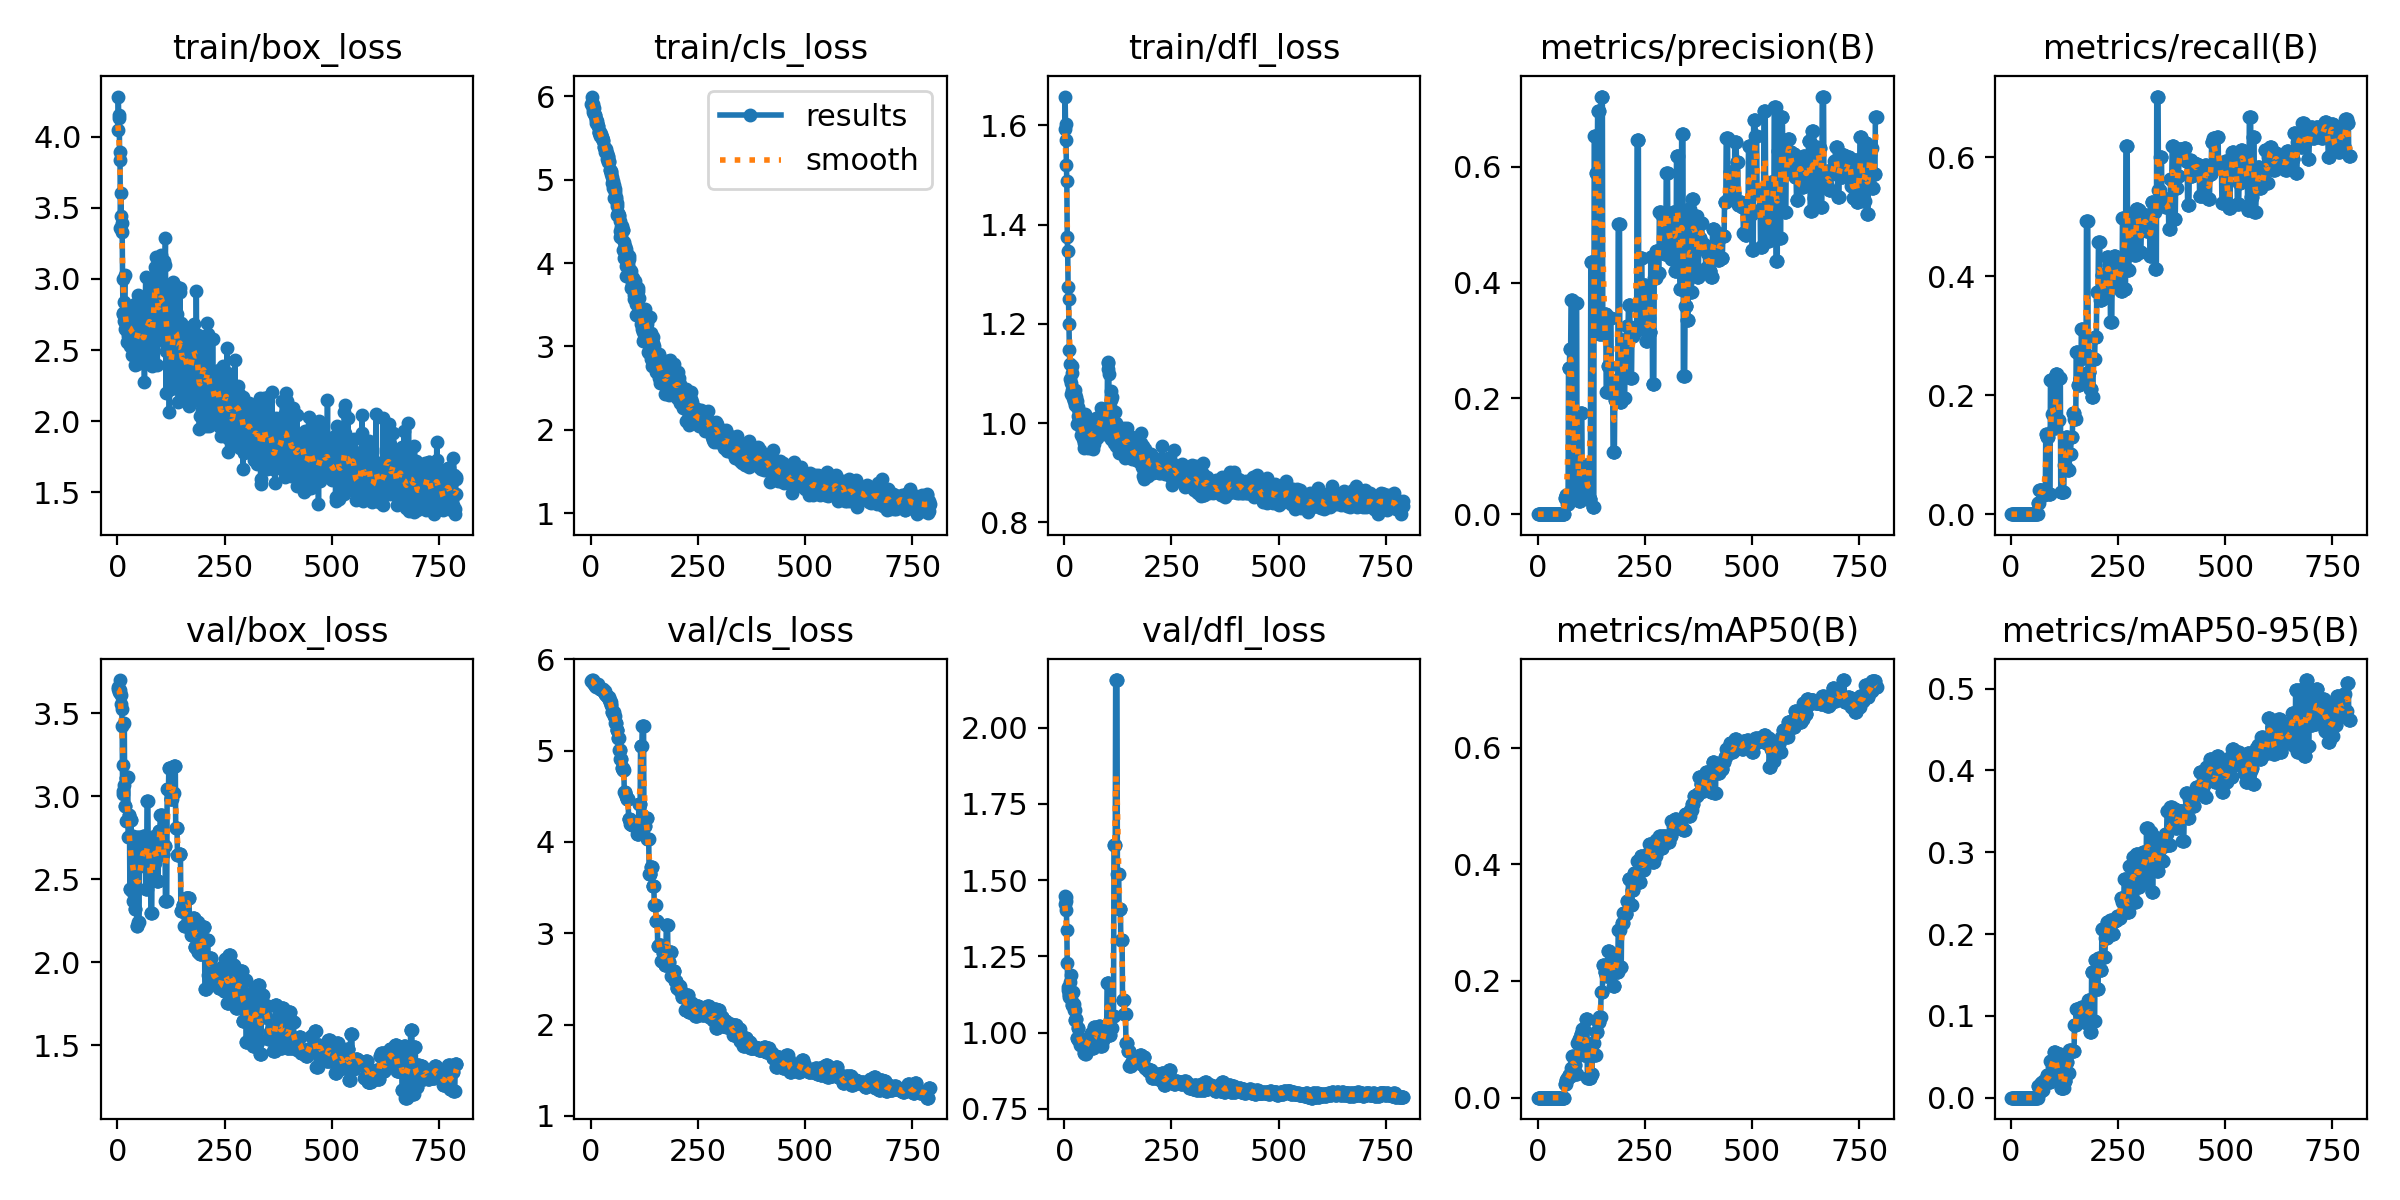 train/box_loss
4.0
3.5
3.0
2.5
2.0
1.5
0 250 500 750
train/cls_loss
results
smooth
6
5
4
3
2
1
0 250 500 750
train/dfl_loss
1.6
1.4
1.2
1.0
0.8
0 250 500 750
metrics/precision(B)
0.6
0.4
0.2
0.0
0 250 500 750
metrics/recall(B)
0.6
0.4
0.2
0.0
0 250 500 750
val/box_loss
3.5
3.0
2.5
2.0
1.5
0 250 500 750
val/cls_loss
6
5
4
3
2
1
0 250 500 750
val/dfl_loss
2.00
1.75
1.50
1.25
1.00
0.75
0 250 500 750
metrics/mAP50(B)
0.6
0.4
0.2
0.0
0 250 500 750
metrics/mAP50-95(B)
0.5
0.4
0.3
0.2
0.1
0.0
0 250 500 750